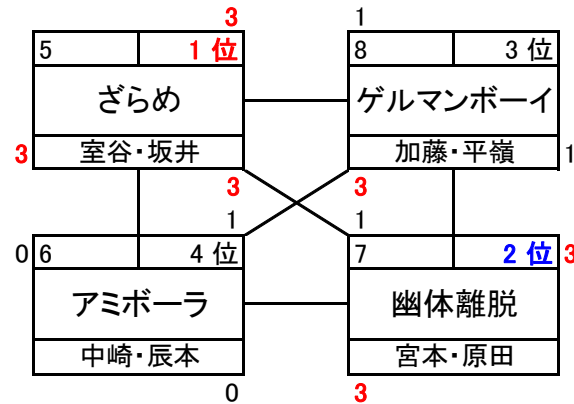 3 1
5 1 位 8 3 位
ざらめ ゲルマンボーイ
3 室谷・坂井 加藤・平嶺 1
3 3
1 1
0 6 4 位 7 2 位 3
アミボーラ 幽体離脱
中崎・辰本 宮本・原田
0 3